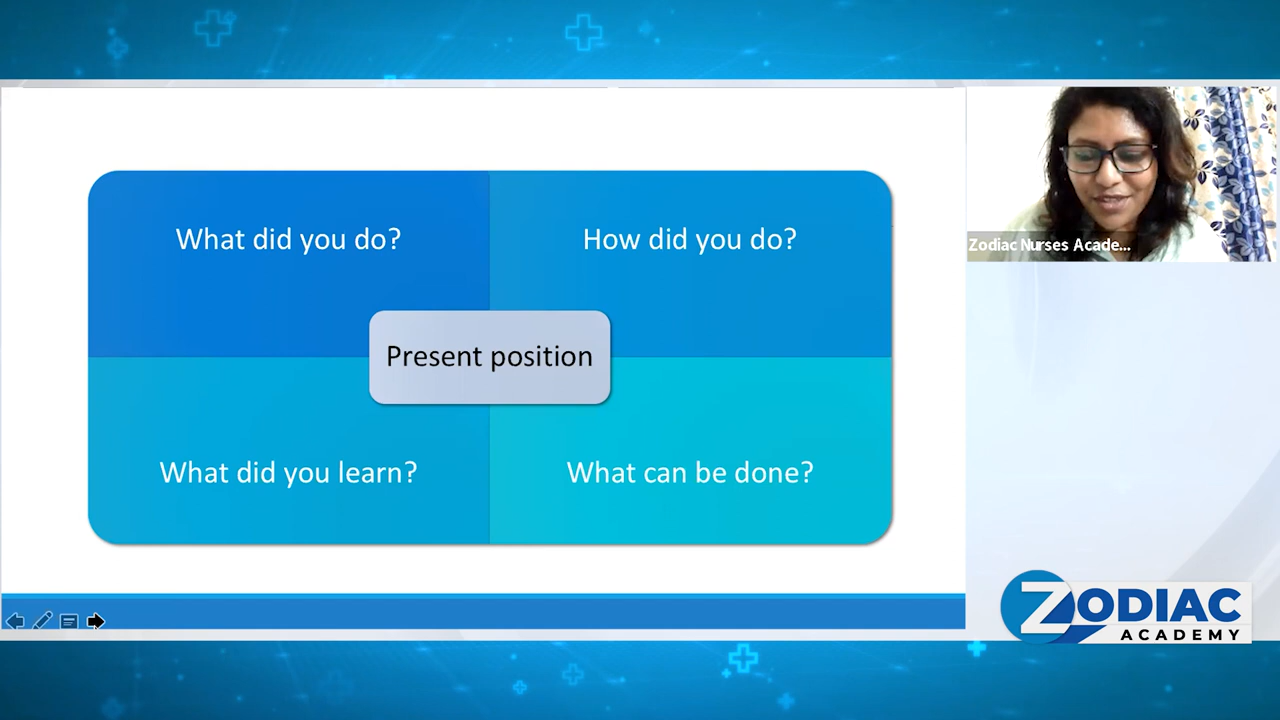 What did you do?
How did you do?
Present position
What did you learn?
What can be done?
Zodiac Nurses Acade...
ZODIAC
ACADEMY